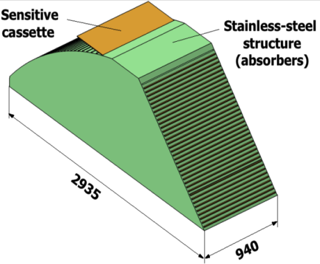 Sensitive
cassette
Stainless-steel
structure
(absorbers)
2935
940